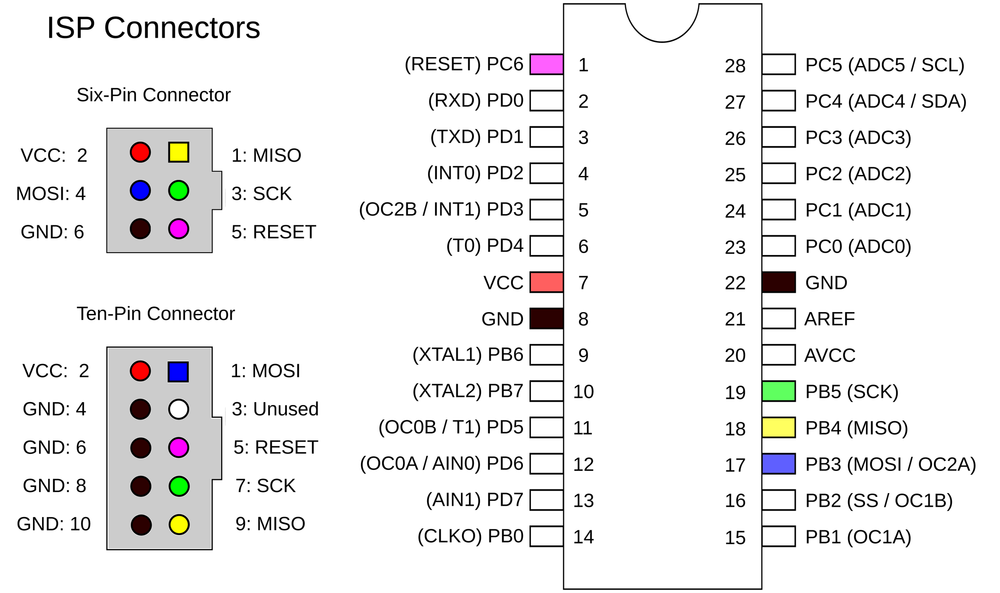 ISP Connectors
Six-Pin Connector
VCC: 2
1: MISO
MOSI: 4
3: SCK
GND: 6
5: RESET
Ten-Pin Connector
VCC: 2
1: MOSI
GND: 4
3: Unused
GND: 6
5: RESET
GND: 8
7: SCK
GND: 10
9: MISO
(RESET) PC6 1
(RXD) PD0 2
(TXD) PD1 3
(INT0) PD2 4
(OC2B / INT1) PD3 5
(T0) PD4 6
VCC 7
GND 8
(XTAL1) PB6 9
(XTAL2) PB7 10
(OC0B / T1) PD5 11
(OC0A / AIN0) PD6 12
(AIN1) PD7 13
(CLKO) PB0 14
28 PC5 (ADC5 / SCL)
27 PC4 (ADC4 / SDA)
26 PC3 (ADC3)
25 PC2 (ADC2)
24 PC1 (ADC1)
23 PC0 (ADC0)
22 GND
21 AREF
20 AVCC
19 PB5 (SCK)
18 PB4 (MISO)
17 PB3 (MOSI / OC2A)
16 PB2 (SS / OC1B)
15 PB1 (OC1A)